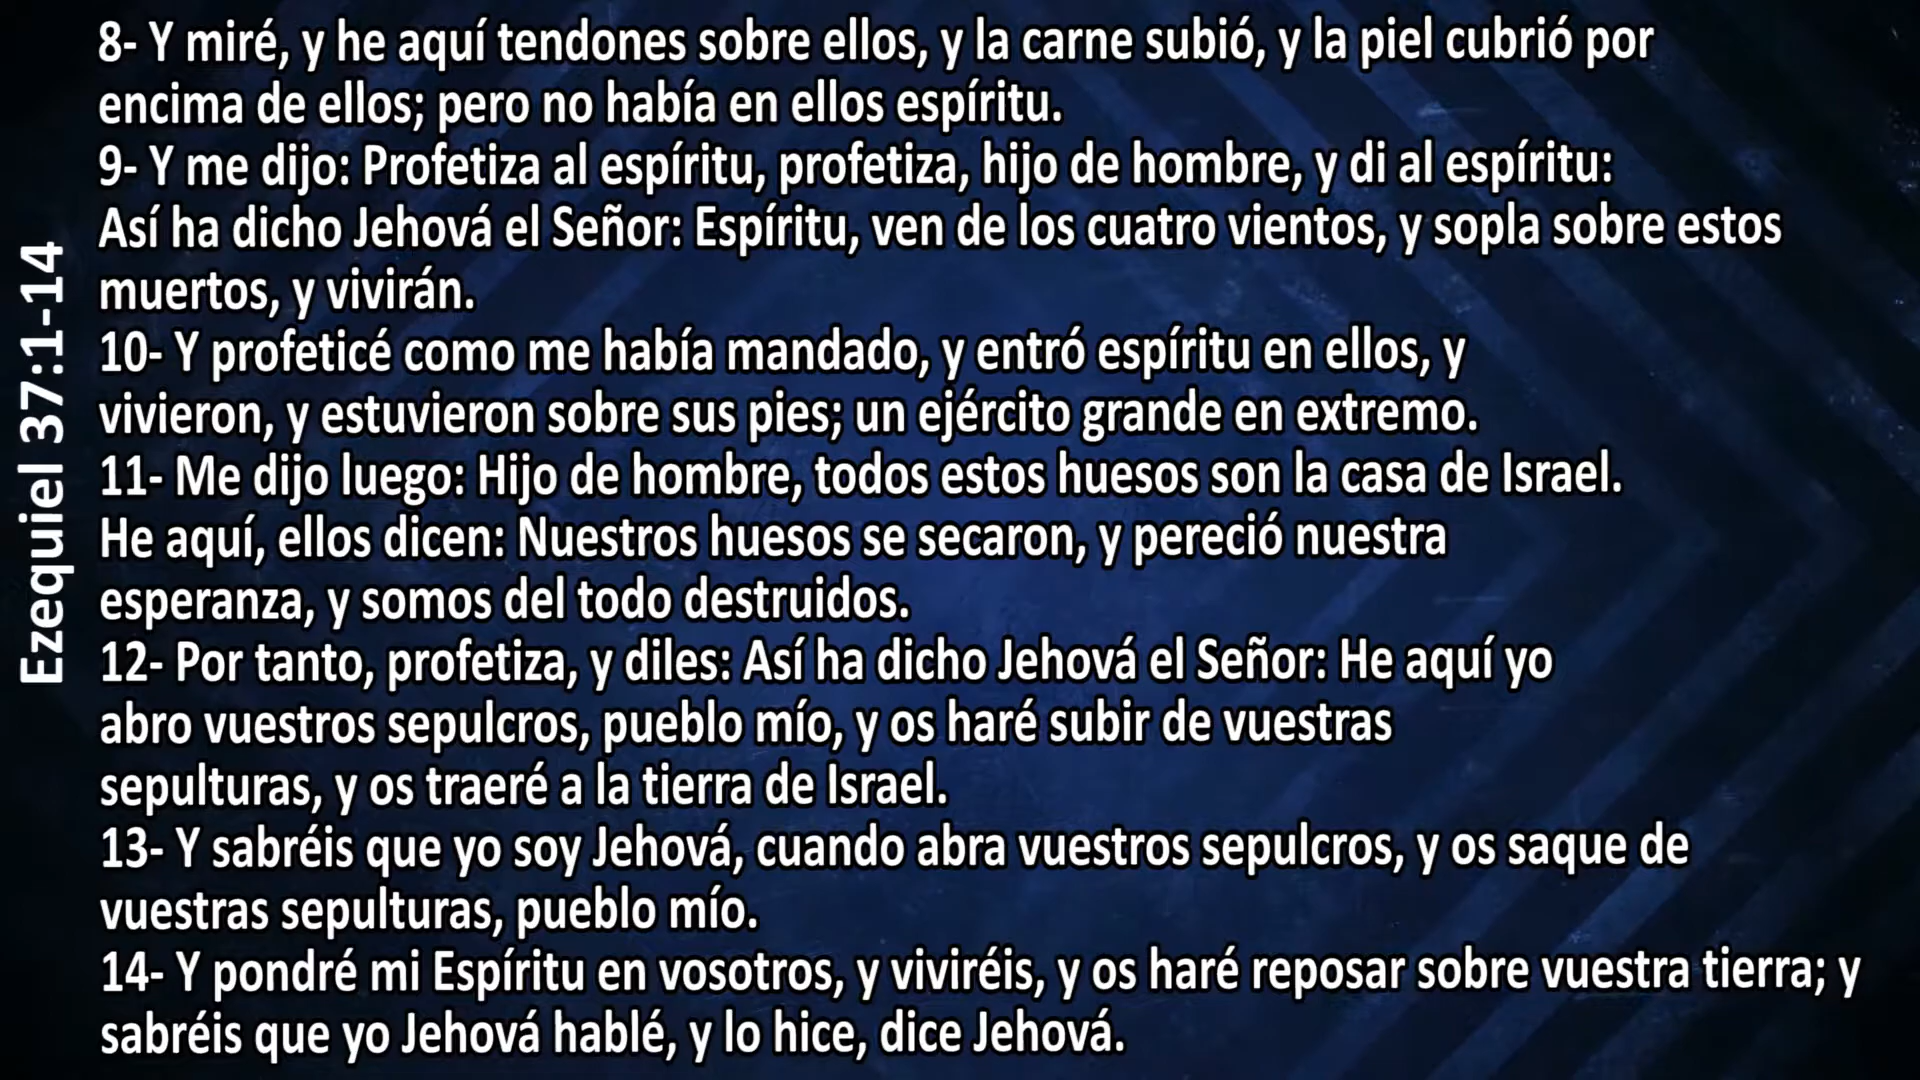 Ezequiel 37:1-14
8- Y miré, y he aquí tendones sobre ellos, y la carne subió, y la piel cubrió por
encima de ellos; pero no había en ellos espíritu.
9- Y me dijo: Profetiza al espíritu, profetiza, hijo de hombre, y di al espíritu:
Así ha dicho Jehová el Señor: Espíritu, ven de los cuatro vientos, y sopla sobre estos
muertos, y vivirán.
10- Y profeticé como me había mandado, y entró espíritu en ellos, y
vivieron, y estuvieron sobre sus pies; un ejército grande en extremo.
11- Me dijo luego: Hijo de hombre, todos estos huesos son la casa de Israel.
He aquí, ellos dicen: Nuestros huesos se secaron, y pereció nuestra
esperanza, y somos del todo destruidos.
12- Por tanto, profetiza, y diles: Así ha dicho Jehová el Señor: He aquí yo
abro vuestros sepulcros, pueblo mío, y os haré subir de vuestras
sepulturas, y os traeré a la tierra de Israel.
13- Y sabréis que yo soy Jehová, cuando abra vuestros sepulcros, y os saque de
vuestras sepulturas, pueblo mío.
14- Y pondré mi Espíritu en vosotros, y viviréis, y os haré reposar sobre vuestra tierra; y
sabréis que yo Jehová hablé, y lo hice, dice Jehová.